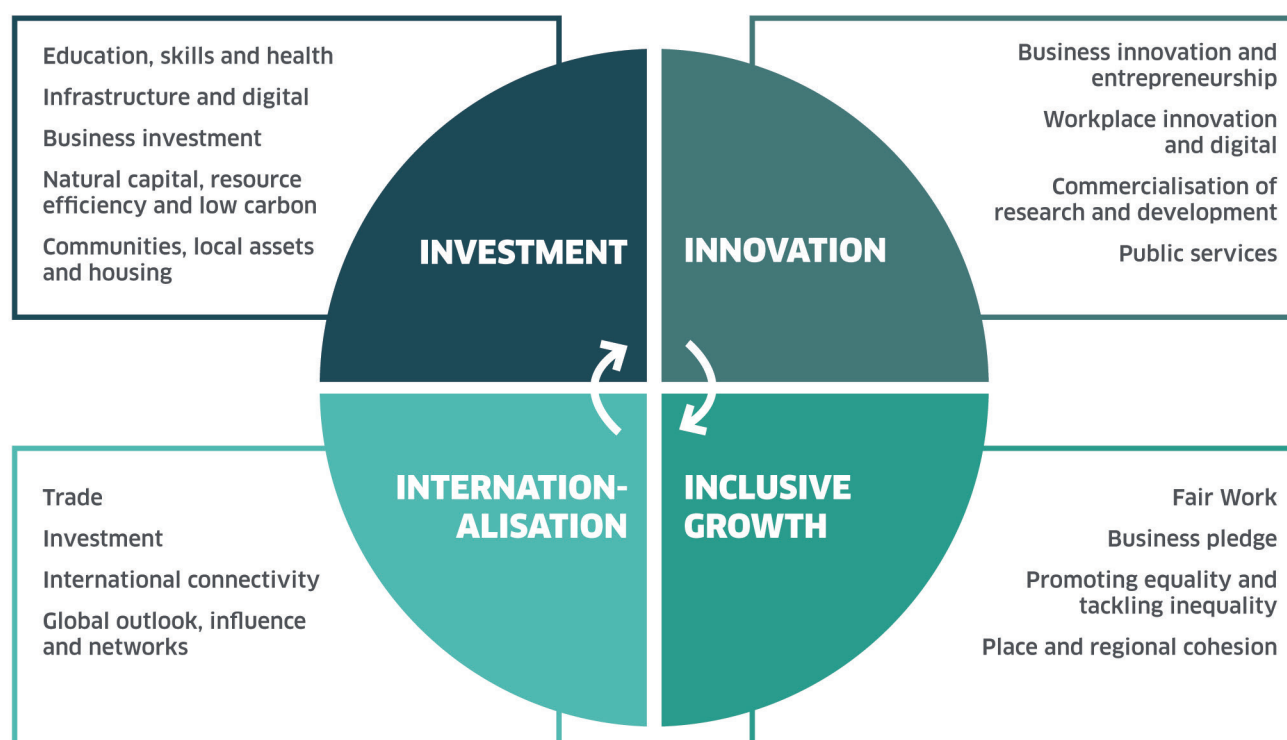 Education, skills and health
Infrastructure and digital
Business investment
Natural capital, resource
efficiency and low carbon
Communities, local assets
and housing
INVESTMENT
INNOVATION
Business innovation and
entrepreneurship
Workplace innovation
and digital
Commercialisation of
research and development
Public services
Trade
Investment
International connectivity
Global outlook, influence
and networks
INTERNATION-
ALISATION
INCLUSIVE
GROWTH
Fair Work
Business pledge
Promoting equality and
tackling inequality
Place and regional cohesion